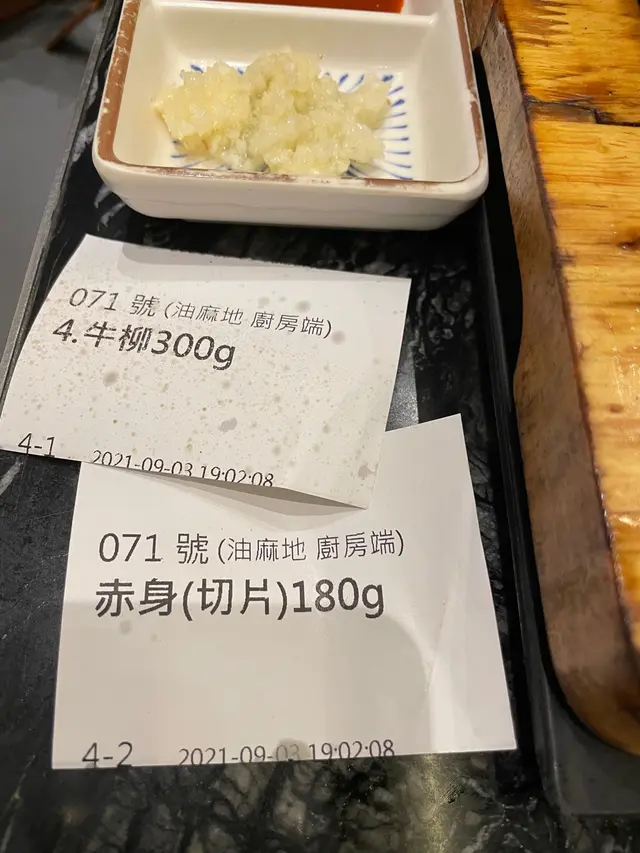 071 號 (油麻地 廚房端)
4.牛柳300g
4-1 2021-09-03 19:02:08
071 號 (油麻地 廚房端)
赤身(切片)180g
4-2 2021-09-03 19:02:08